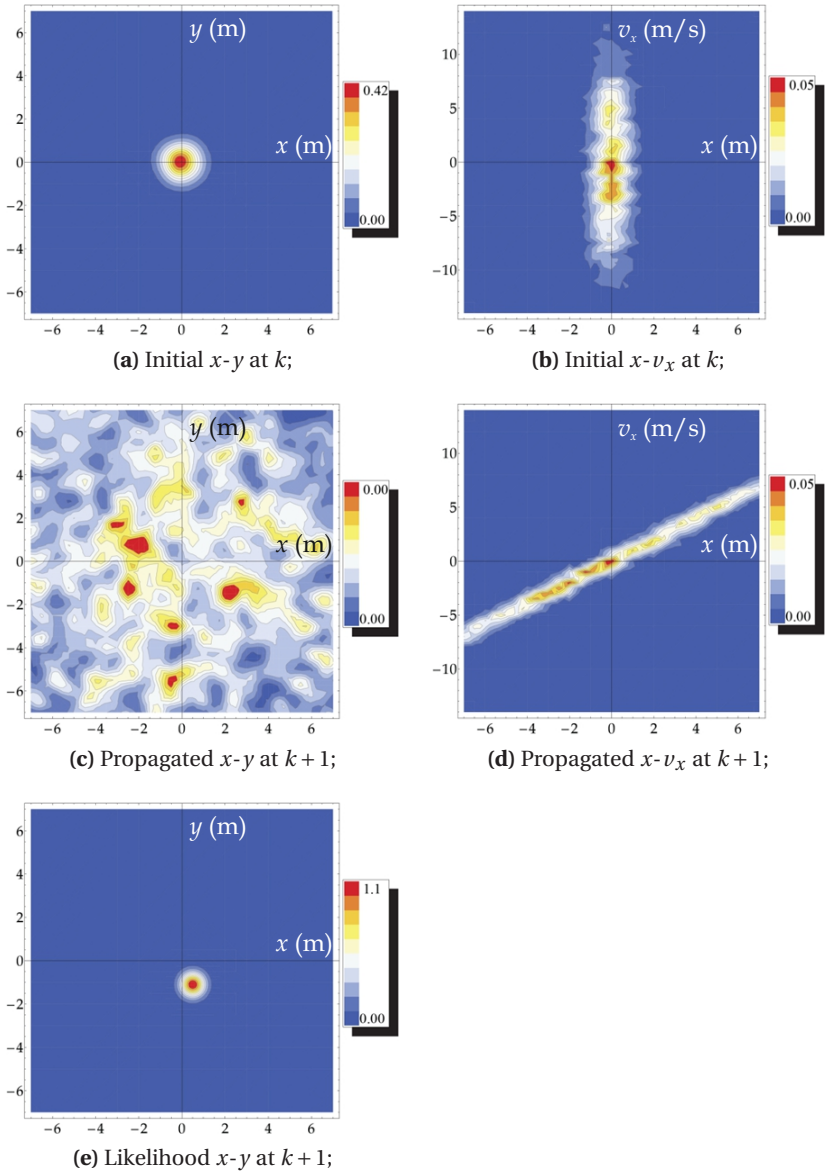 y (m)
x (m)
6
4
2
0
−2
−4
−6
−6 −4 −2 0 2 4 6
0.42
0.00
(a) Initial x-y at k;
vₓ (m/s)
x (m)
10
5
0
−5
−10
−6 −4 −2 0 2 4 6
0.05
0.00
(b) Initial x-vₓ at k;
y (m)
x (m)
6
4
2
0
−2
−4
−6
−6 −4 −2 0 2 4 6
0.00
0.00
(c) Propagated x-y at k+1;
vₓ (m/s)
x (m)
10
5
0
−5
−10
−6 −4 −2 0 2 4 6
0.05
0.00
(d) Propagated x-vₓ at k+1;
y (m)
x (m)
6
4
2
0
−2
−4
−6
−6 −4 −2 0 2 4 6
1.1
0.00
(e) Likelihood x-y at k+1;